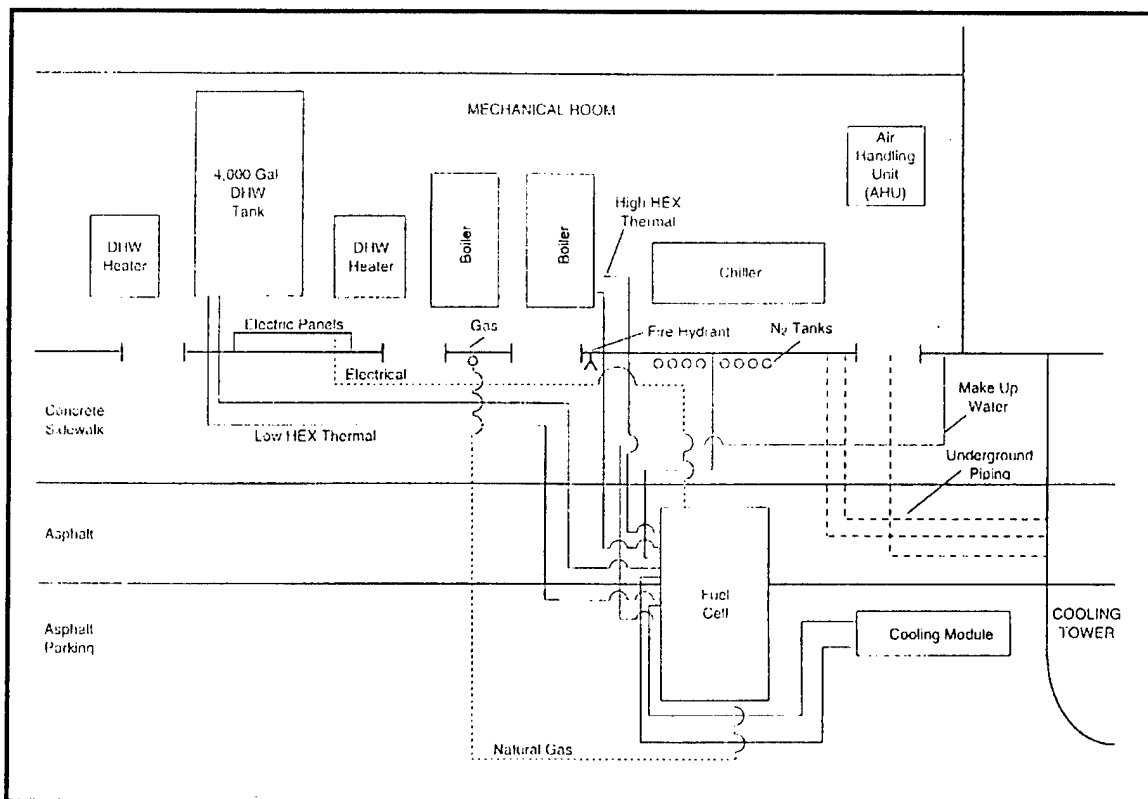 MECHANICAL ROOM
Air
Handling
Unit
(AHU)
4,000 Gal
DHW
Tank
High HEX
Thermal
DHW
Heater
DHW
Heater
Boiler
Boiler
Chiller
Electric Panels
Gas
Fire Hydrant
N₂ Tanks
Electrical
Make Up
Water
Concrete
Sidewalk
Low HEX Thermal
Underground
Piping
Asphalt
Fuel
Cell
Asphalt
Parking
Cooling Module
COOLING
TOWER
Natural Gas